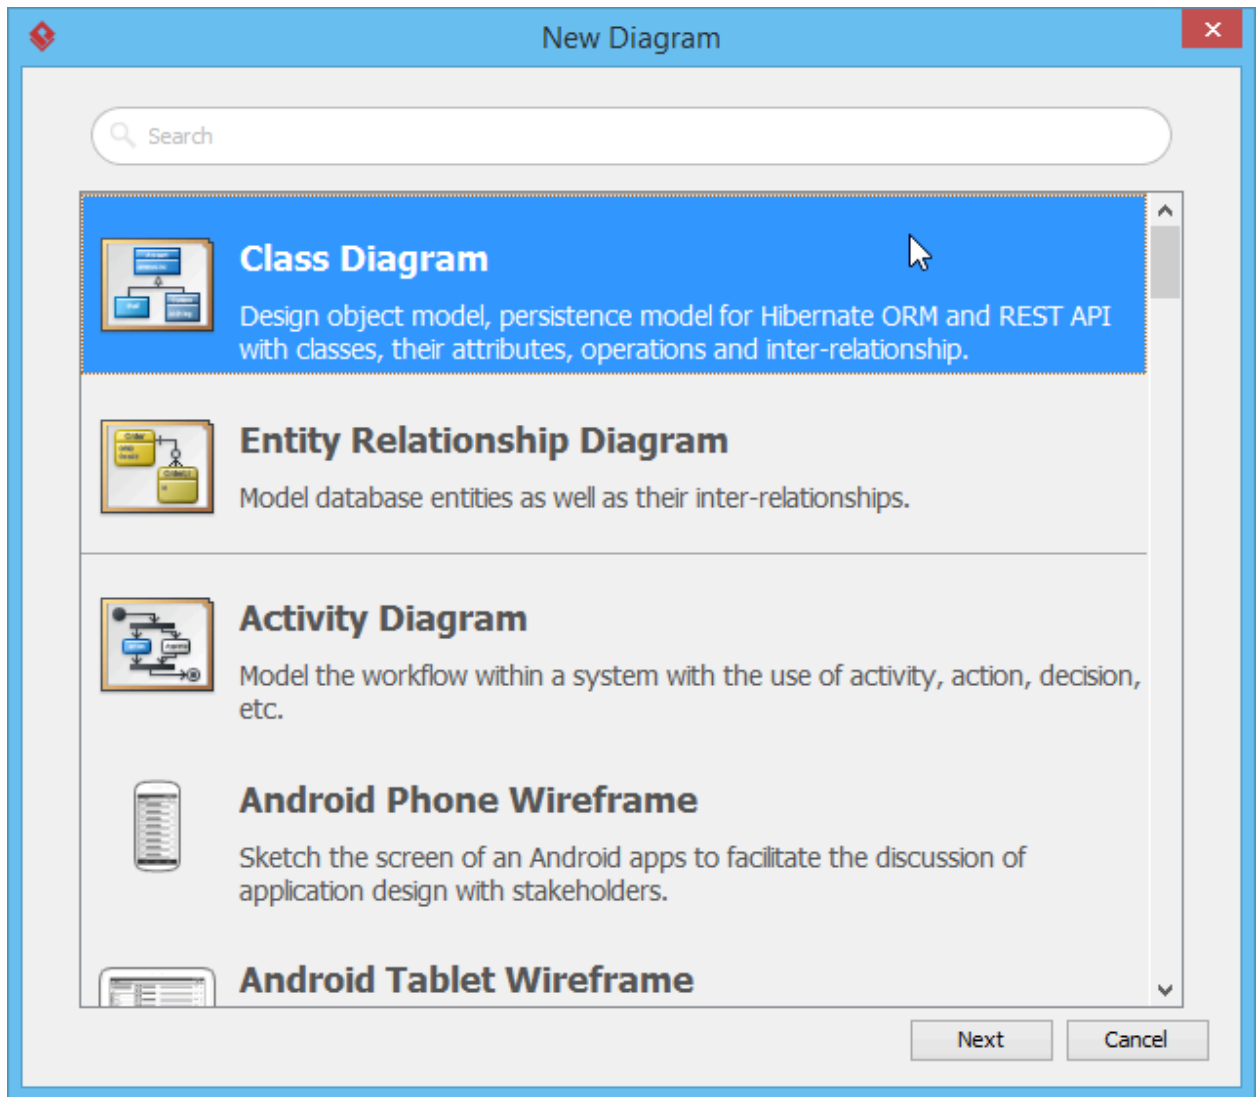 New Diagram
Search
Class Diagram
Design object model, persistence model for Hibernate ORM and REST API
with classes, their attributes, operations and inter-relationship.
Entity Relationship Diagram
Model database entities as well as their inter-relationships.
Activity Diagram
Model the workflow within a system with the use of activity, action, decision,
etc.
Android Phone Wireframe
Sketch the screen of an Android apps to facilitate the discussion of
application design with stakeholders.
Android Tablet Wireframe
Next Cancel